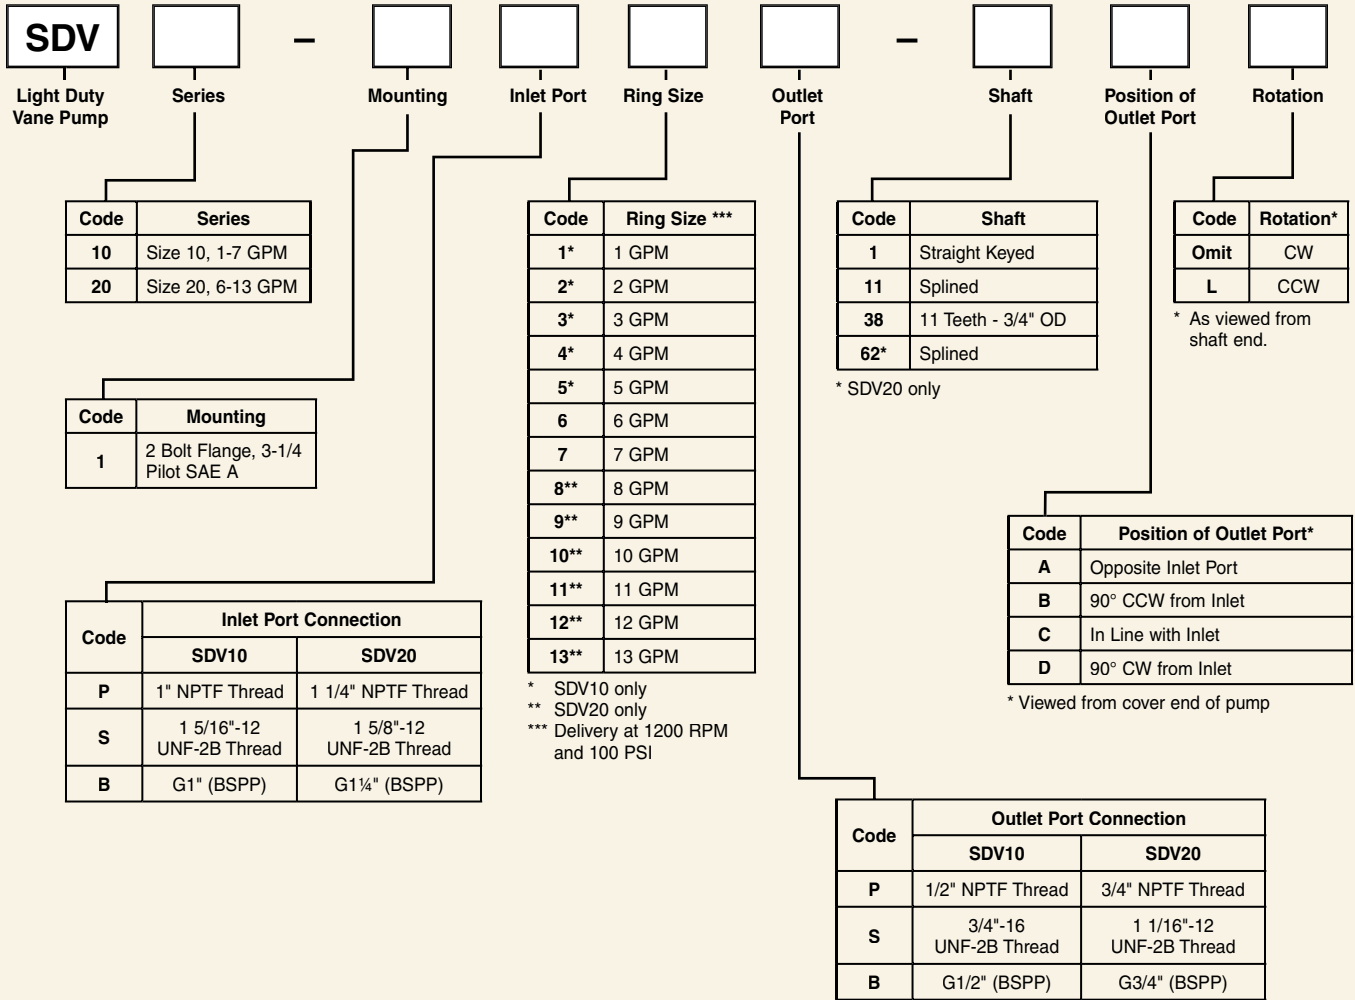 SDV – –
Light Duty
Vane Pump
Series
Mounting
Inlet Port
Ring Size
Outlet
Port
Shaft
Position of
Outlet Port
Rotation
Code Series
10 Size 10, 1-7 GPM
20 Size 20, 6-13 GPM
Code Mounting
1 2 Bolt Flange, 3-1/4
Pilot SAE A
Code Inlet Port Connection
SDV10 SDV20
P 1" NPTF Thread 1 1/4" NPTF Thread
S 1 5/16"-12
UNF-2B Thread
1 5/8"-12
UNF-2B Thread
B G1" (BSPP) G1¼" (BSPP)
Code Ring Size ***
1* 1 GPM
2* 2 GPM
3* 3 GPM
4* 4 GPM
5* 5 GPM
6 6 GPM
7 7 GPM
8** 8 GPM
9** 9 GPM
10** 10 GPM
11** 11 GPM
12** 12 GPM
13** 13 GPM
* SDV10 only
** SDV20 only
*** Delivery at 1200 RPM
and 100 PSI
Code Shaft
1 Straight Keyed
11 Splined
38 11 Teeth - 3/4" OD
62* Splined
* SDV20 only
Code Rotation*
Omit CW
L CCW
* As viewed from
shaft end.
Code Position of Outlet Port*
A Opposite Inlet Port
B 90° CCW from Inlet
C In Line with Inlet
D 90° CW from Inlet
* Viewed from cover end of pump
Code Outlet Port Connection
SDV10 SDV20
P 1/2" NPTF Thread 3/4" NPTF Thread
S 3/4"-16
UNF-2B Thread
1 1/16"-12
UNF-2B Thread
B G1/2" (BSPP) G3/4" (BSPP)